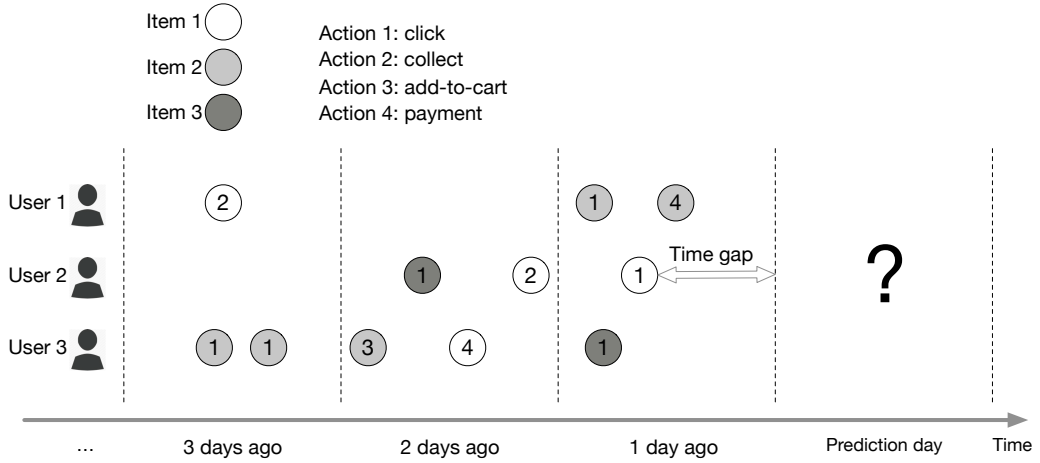 Item 1
Item 2
Item 3
Action 1: click
Action 2: collect
Action 3: add-to-cart
Action 4: payment
User 1
2
1
4
User 2
1
2
1
Time gap
?
User 3
1
1
3
4
1
...
3 days ago
2 days ago
1 day ago
Prediction day
Time